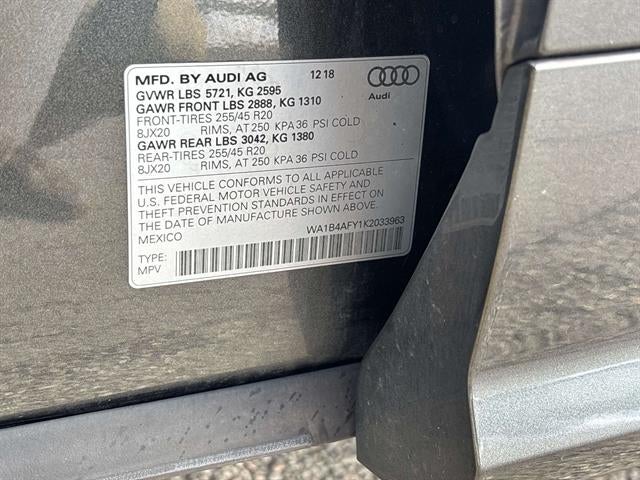 MFD. BY AUDI AG 12 18
GVWR LBS 5721, KG 2595
GAWR FRONT LBS 2888, KG 1310
FRONT-TIRES 255/45 R20
8JX20 RIMS, AT 250 KPA 36 PSI COLD
GAWR REAR LBS 3042, KG 1380
REAR-TIRES 255/45 R20
8JX20 RIMS, AT 250 KPA 36 PSI COLD
Audi
THIS VEHICLE CONFORMS TO ALL APPLICABLE
U.S. FEDERAL MOTOR VEHICLE SAFETY AND
THEFT PREVENTION STANDARDS IN EFFECT ON
THE DATE OF MANUFACTURE SHOWN ABOVE.
MEXICO WA1B4AFY1K2033963
TYPE:
MPV